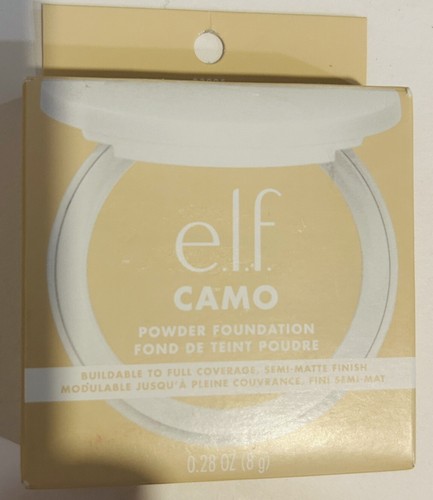 e.l.f.
CAMO
POWDER FOUNDATION
FOND DE TEINT POUDRE
BUILDABLE TO FULL COVERAGE, SEMI-MATTE FINISH
MODULABLE JUSQU'À PLEINE COUVRANCE, FINI SEMI-MAT
0.28 OZ (8 g)